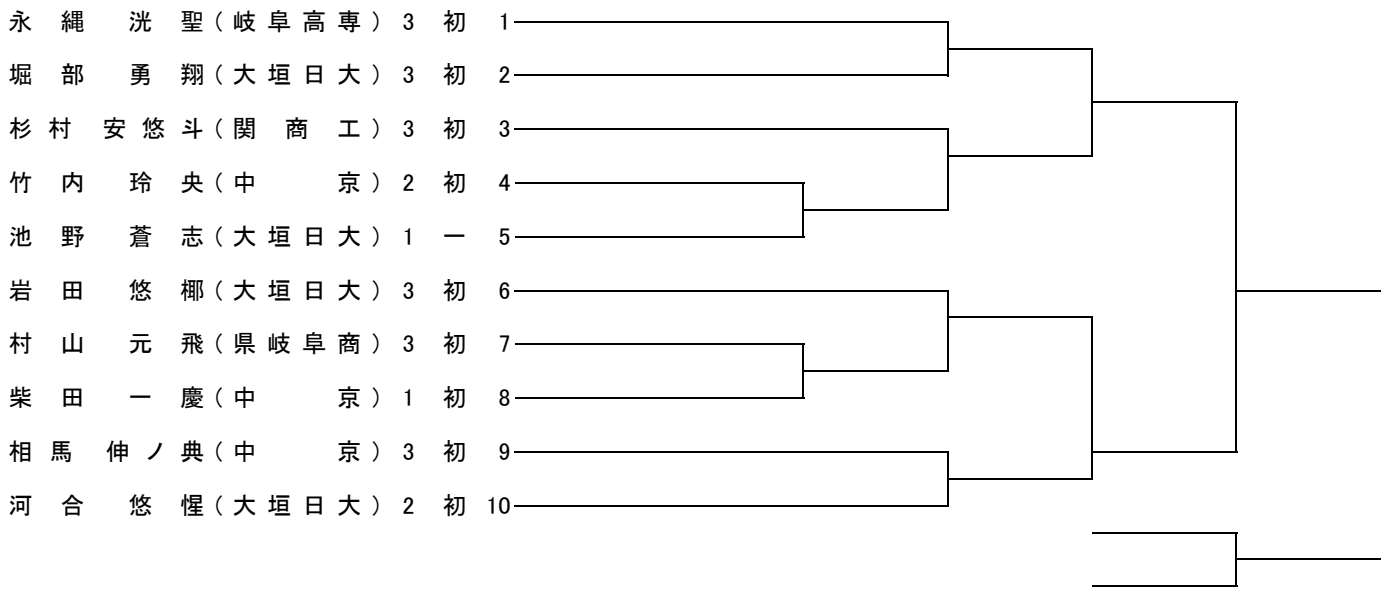 永縄 洸聖(岐阜高専) 3 初 1
堀部 勇翔(大垣日大) 3 初 2
杉村 安悠斗(関商工) 3 初 3
竹内 玲央(中京) 2 初 4
池野 蒼志(大垣日大) 1 一 5
岩田 悠椰(大垣日大) 3 初 6
村山 元飛(県岐阜商) 3 初 7
柴田 一慶(中京) 1 初 8
相馬 伸ノ典(中京) 3 初 9
河合 悠惺(大垣日大) 2 初 10